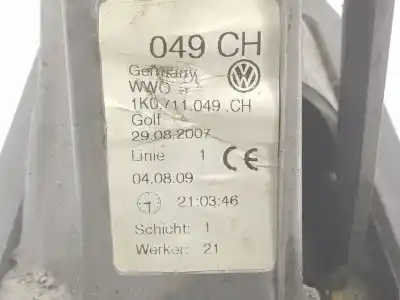 049 CH
Germany
WWO
1K0.711.049 .CH
Golf
29.08.2007
Linie 1 CE
04.08.09
21:03:46
Schicht: 1
Werker: 21